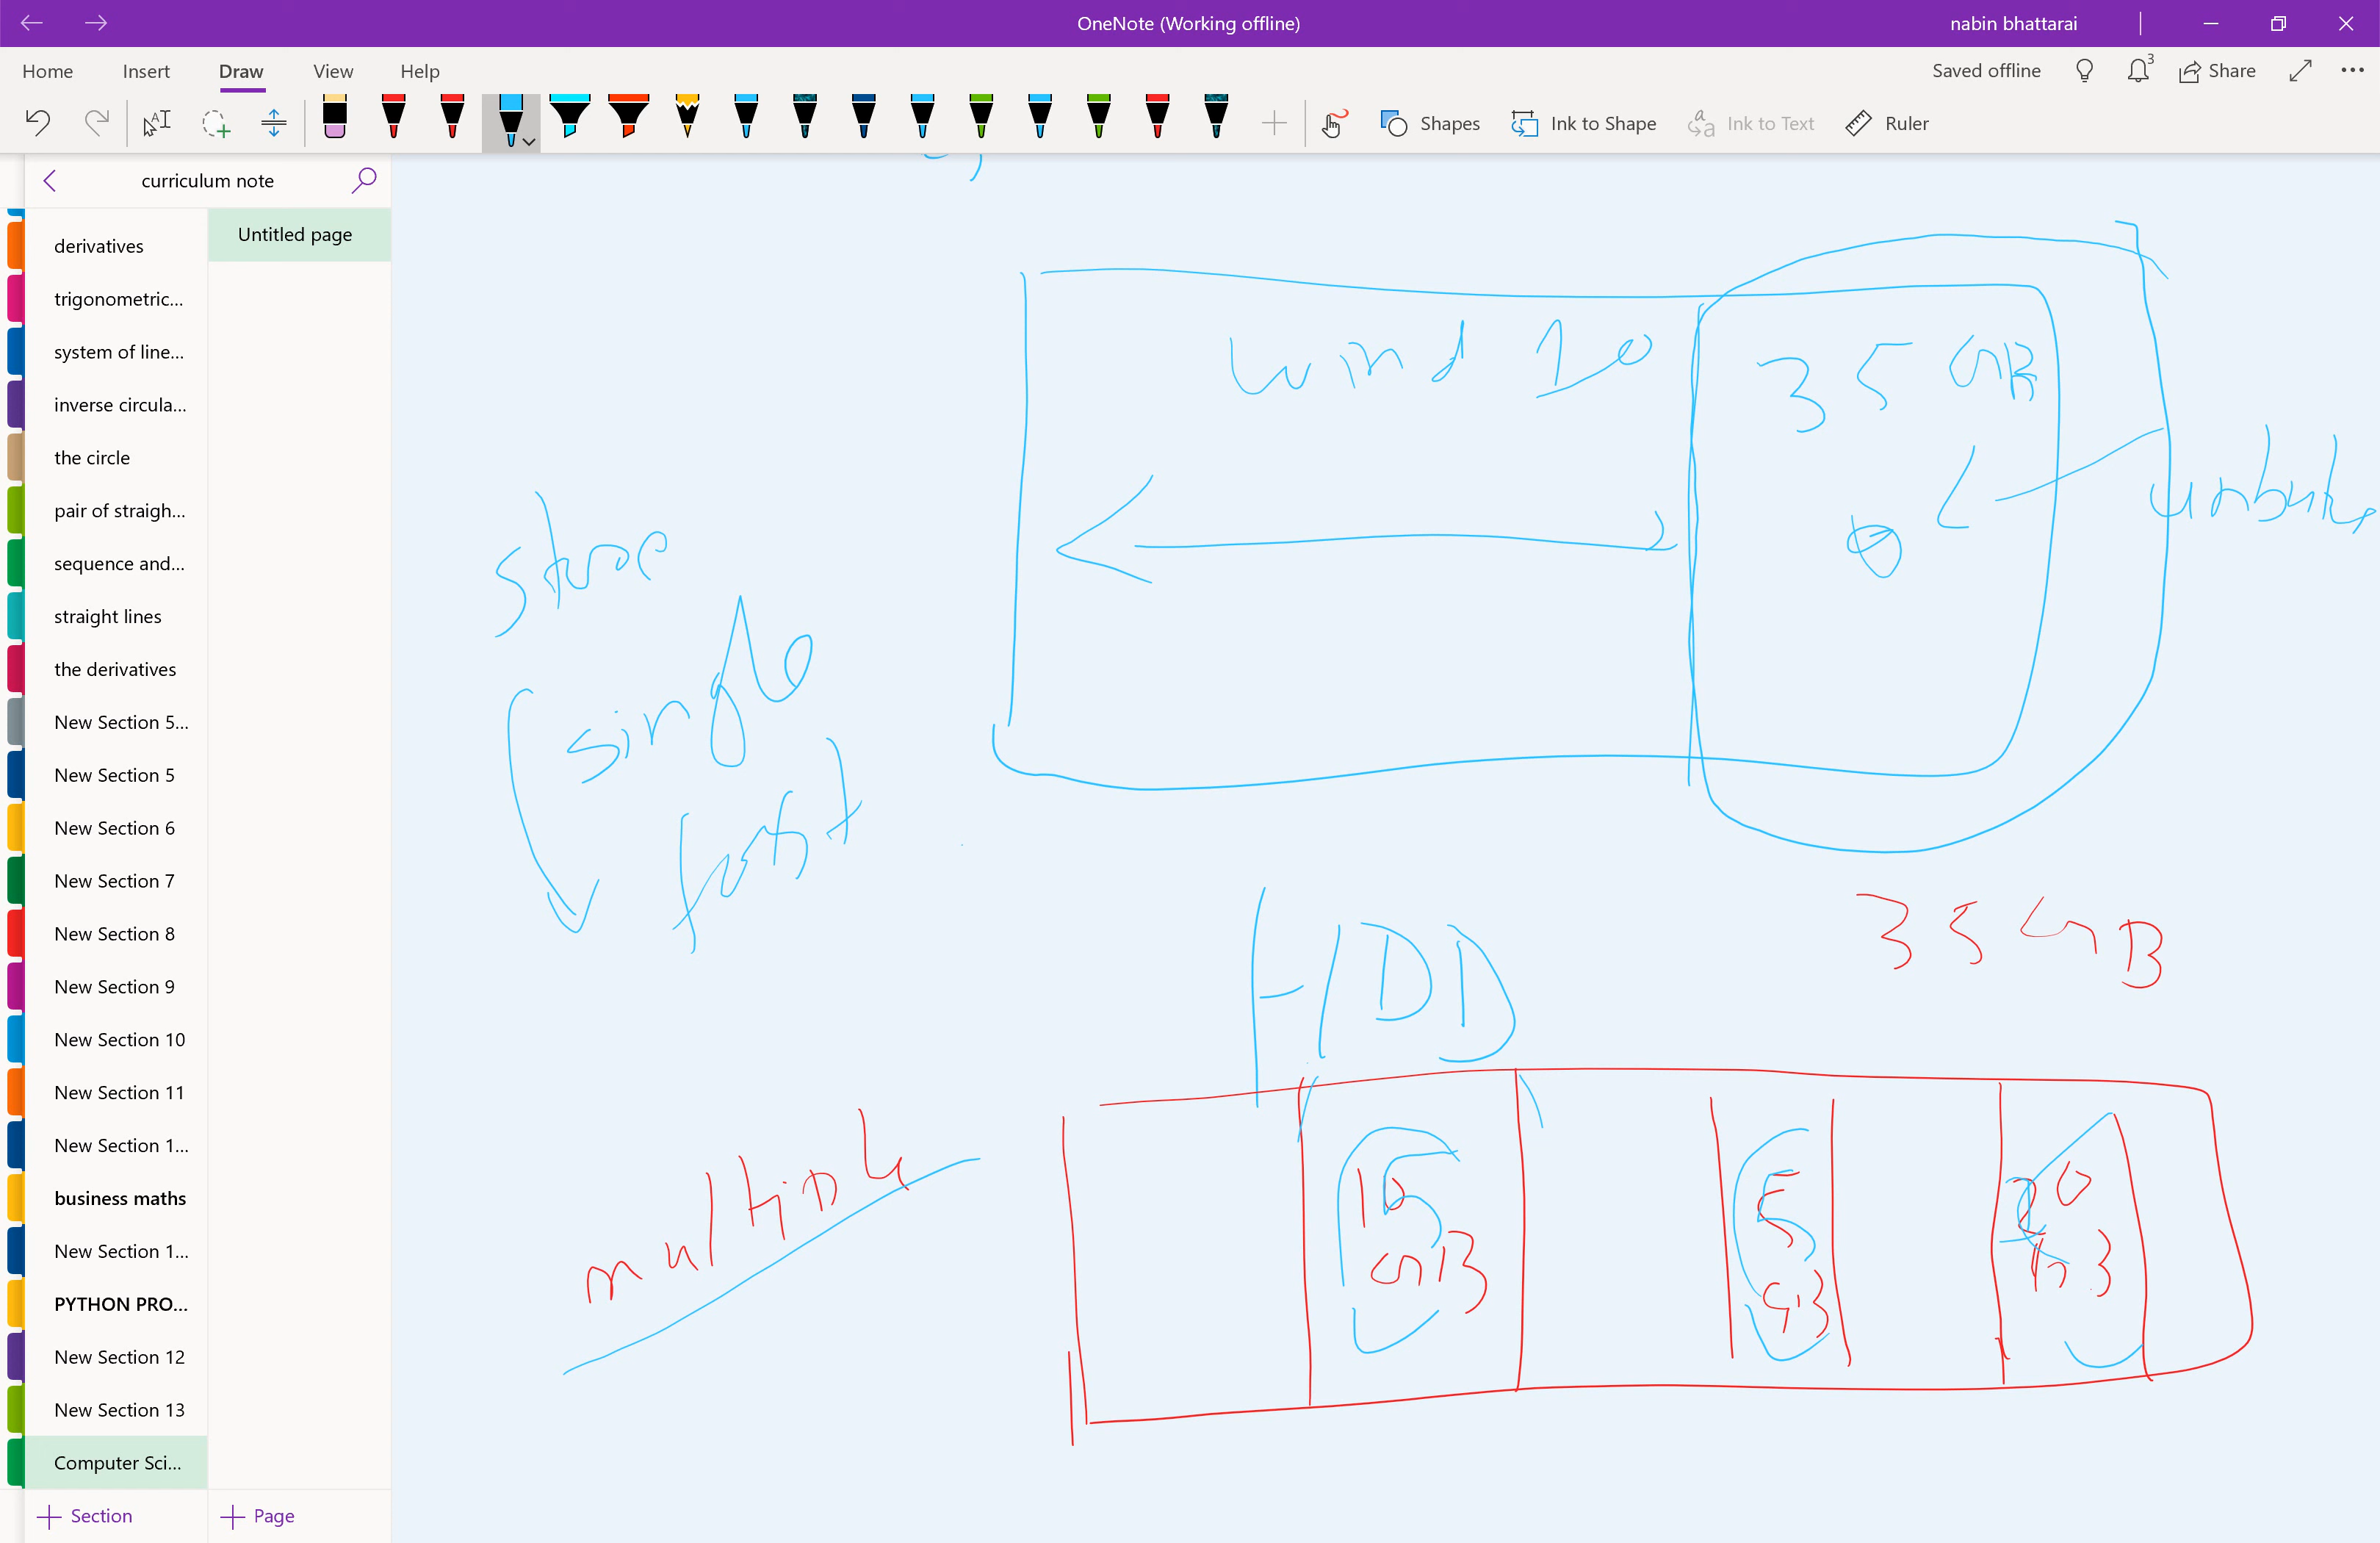 OneNote (Working offline)
nabin bhattarai
Home Insert Draw View Help
Saved offline
3
Share
Shapes
Ink to Shape
Ink to Text
Ruler
curriculum note
Untitled page
derivatives
trigonometric...
system of line...
inverse circula...
the circle
pair of straigh...
sequence and...
straight lines
the derivatives
New Section 5...
New Section 5
New Section 6
New Section 7
New Section 8
New Section 9
New Section 10
New Section 11
New Section 1...
business maths
New Section 1...
PYTHON PRO...
New Section 12
New Section 13
Computer Sci...
Section
Page
wind 10
35 GB
store
single
HDD
35 GB
multiple
5
GB